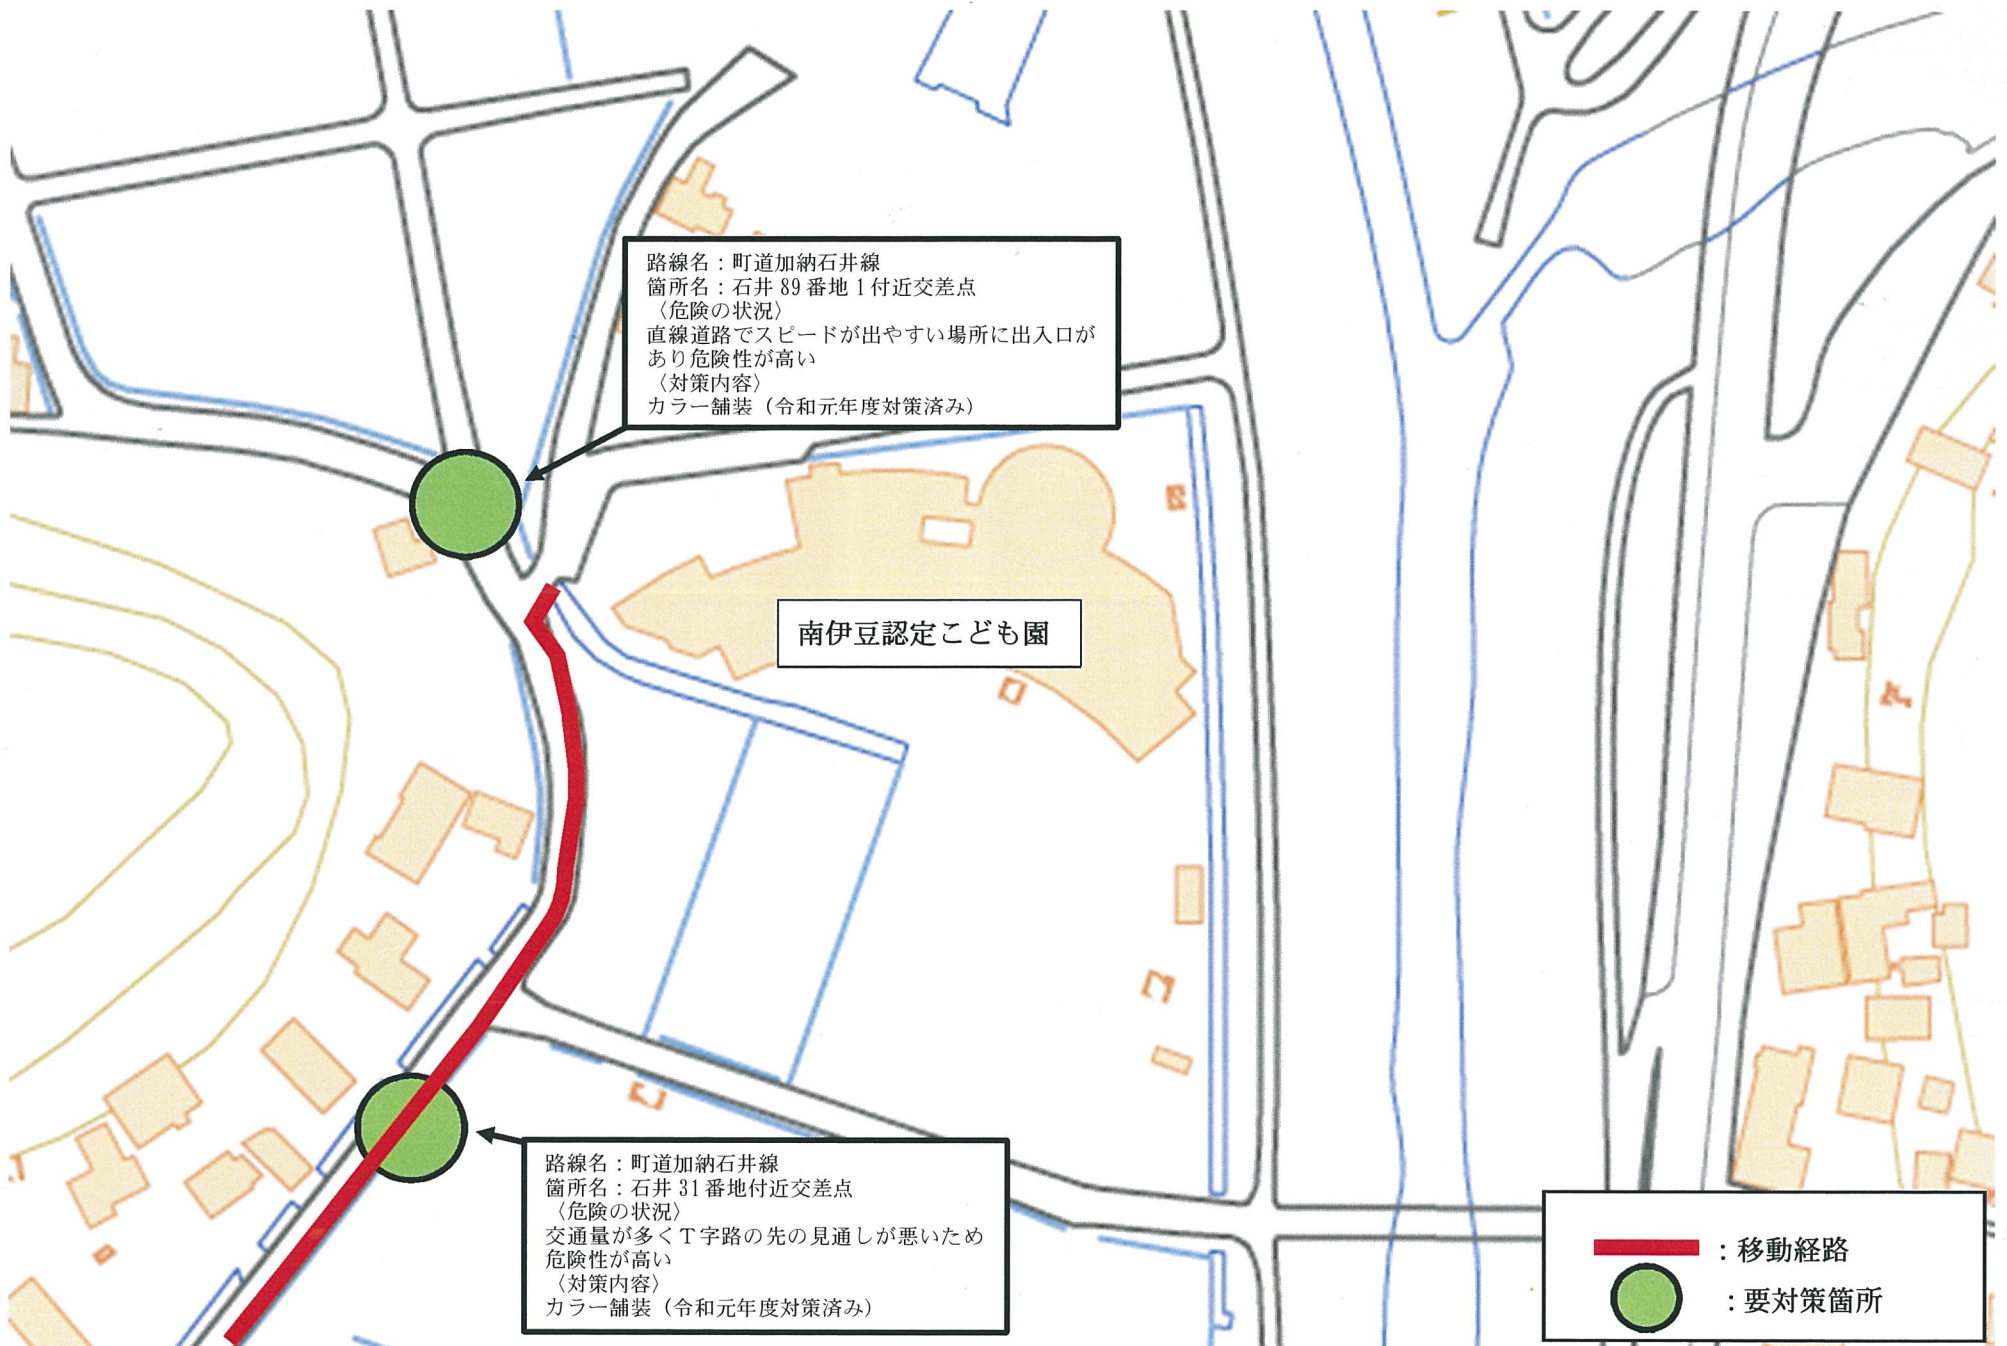 路線名：町道加納石井線
箇所名：石井 89 番地 1 付近交差点
〈危険の状況〉
直線道路でスピードが出やすい場所に出入口が
あり危険性が高い
〈対策内容〉
カラー舗装（令和元年度対策済み）
南伊豆認定こども園
路線名：町道加納石井線
箇所名：石井 31 番地付近交差点
〈危険の状況〉
交通量が多くＴ字路の先の見通しが悪いため
危険性が高い
〈対策内容〉
カラー舗装（令和元年度対策済み）
：移動経路
：要対策箇所